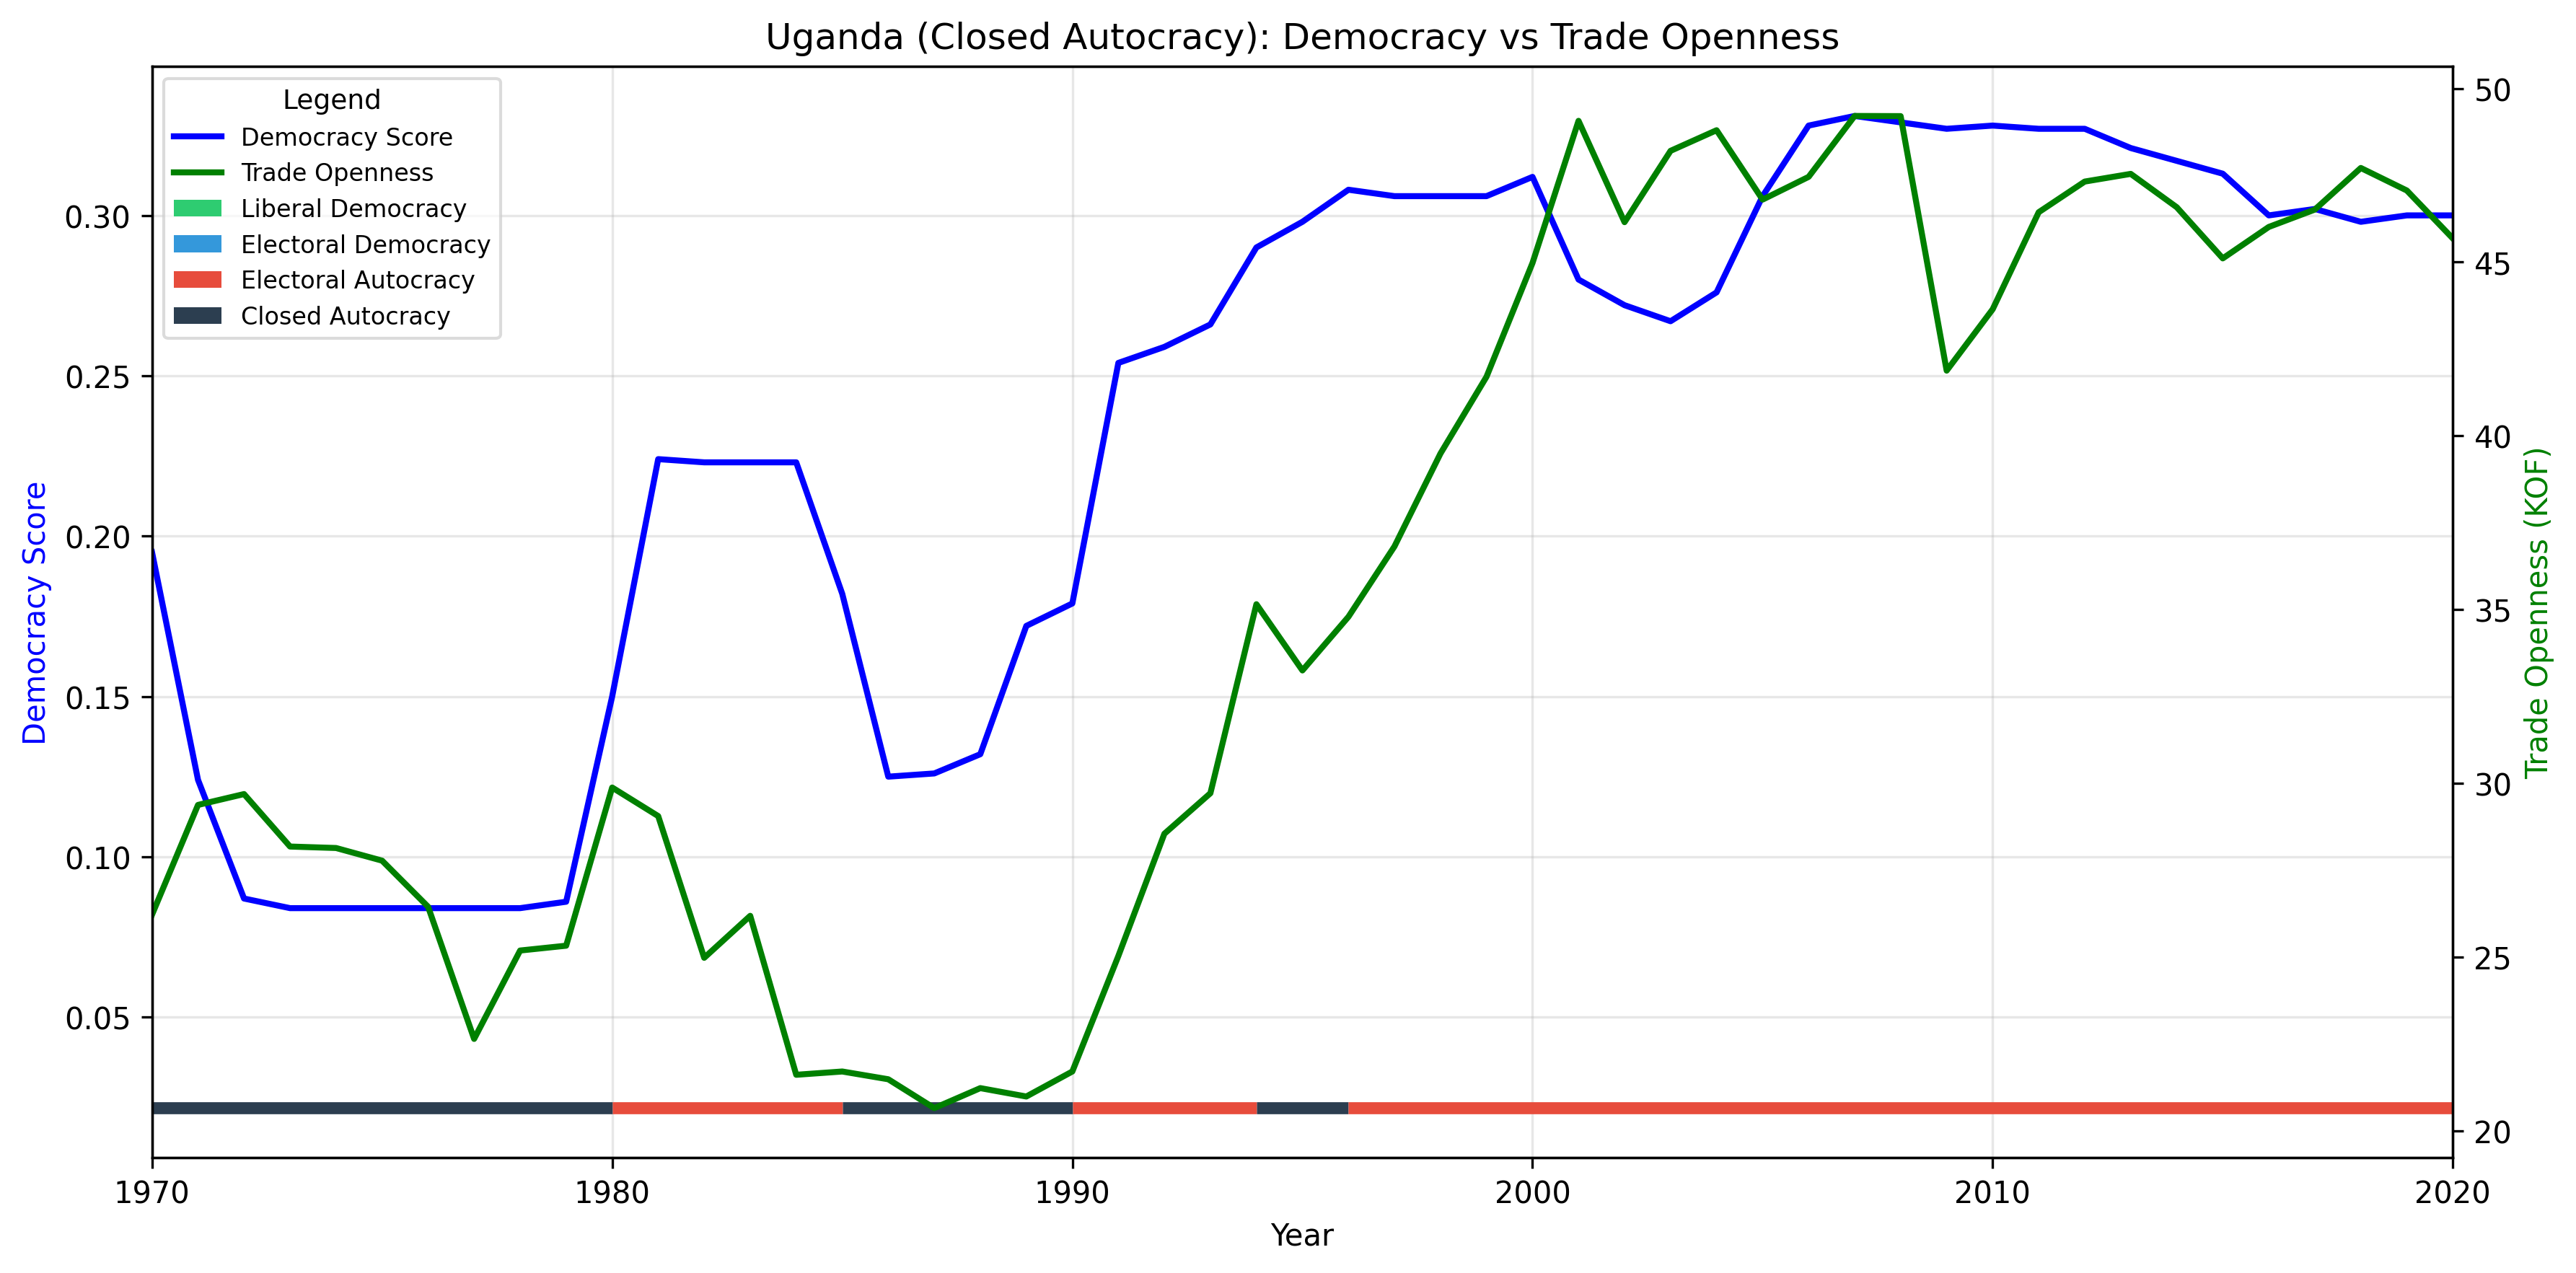 Uganda (Closed Autocracy): Democracy vs Trade Openness
Legend
Democracy Score
Trade Openness
Liberal Democracy
Electoral Democracy
Electoral Autocracy
Closed Autocracy
Democracy Score
0.30
0.25
0.20
0.15
0.10
0.05
50
45
40
35
30
25
20
Trade Openness (KOF)
1970
1980
1990
2000
2010
2020
Year